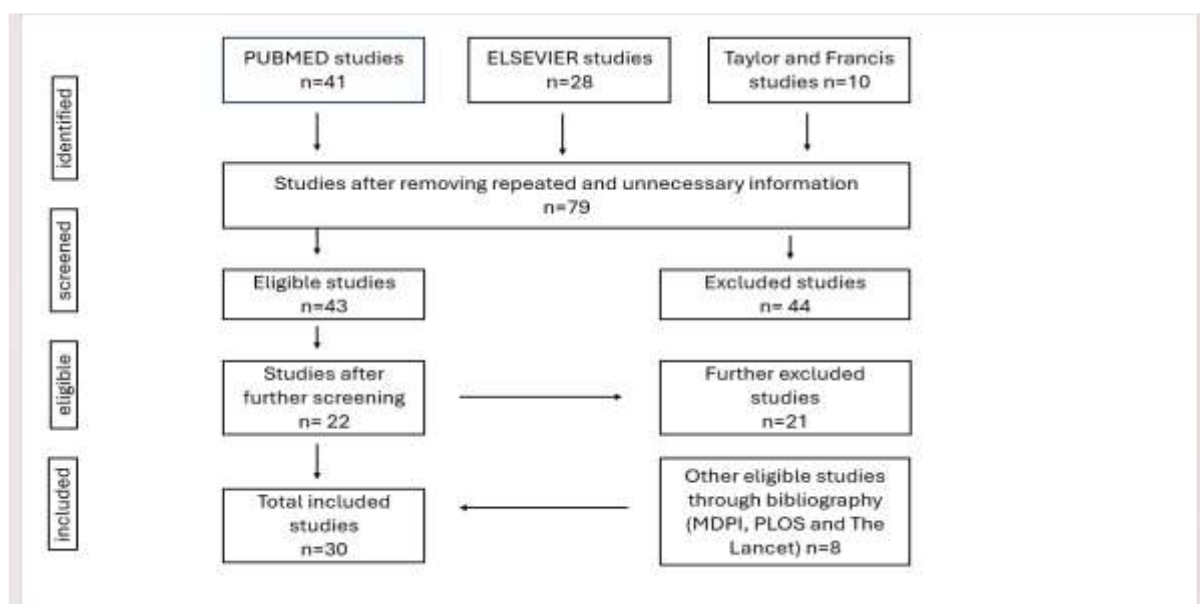 identified
PUBMED studies
n=41
ELSEVIER studies
n=28
Taylor and Francis
studies n=10
Studies after removing repeated and unnecessary information
n=79
screened
Eligible studies
n=43
Excluded studies
n= 44
eligible
Studies after
further screening
n= 22
Further excluded
studies
n=21
included
Total included
studies
n=30
Other eligible studies
through bibliography
(MDPI, PLOS and The
Lancet) n=8